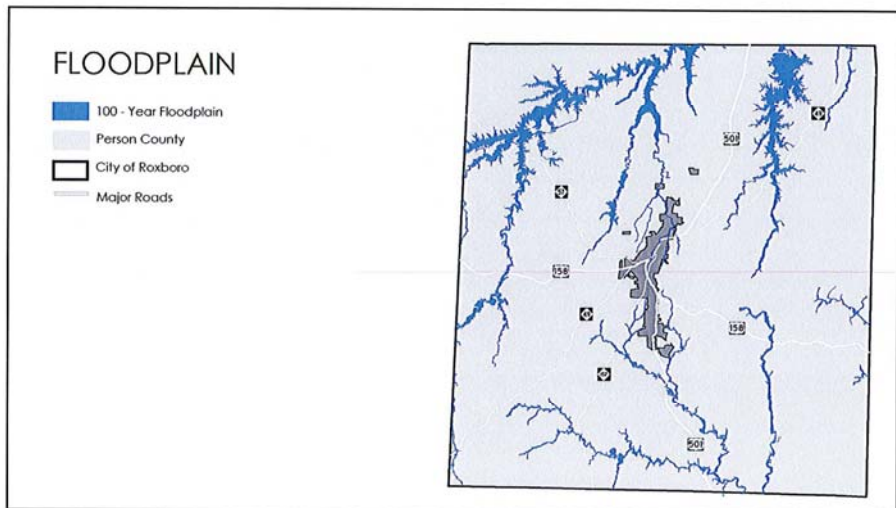 FLOODPLAIN
100 - Year Floodplain
Person County
City of Roxboro
Major Roads
501
158
158
501